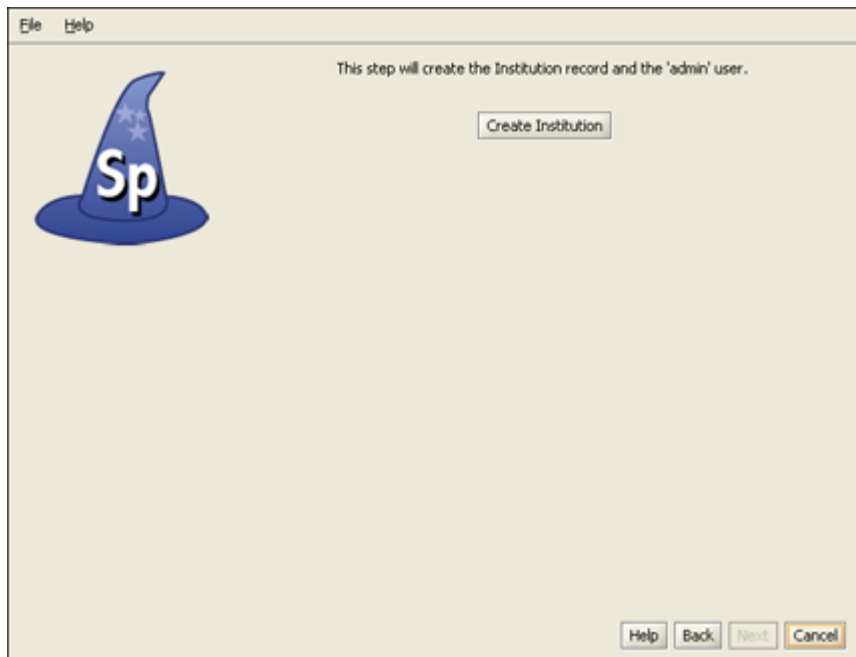 File Help
This step will create the Institution record and the 'admin' user.
Create Institution
Sp
Help Back Next Cancel